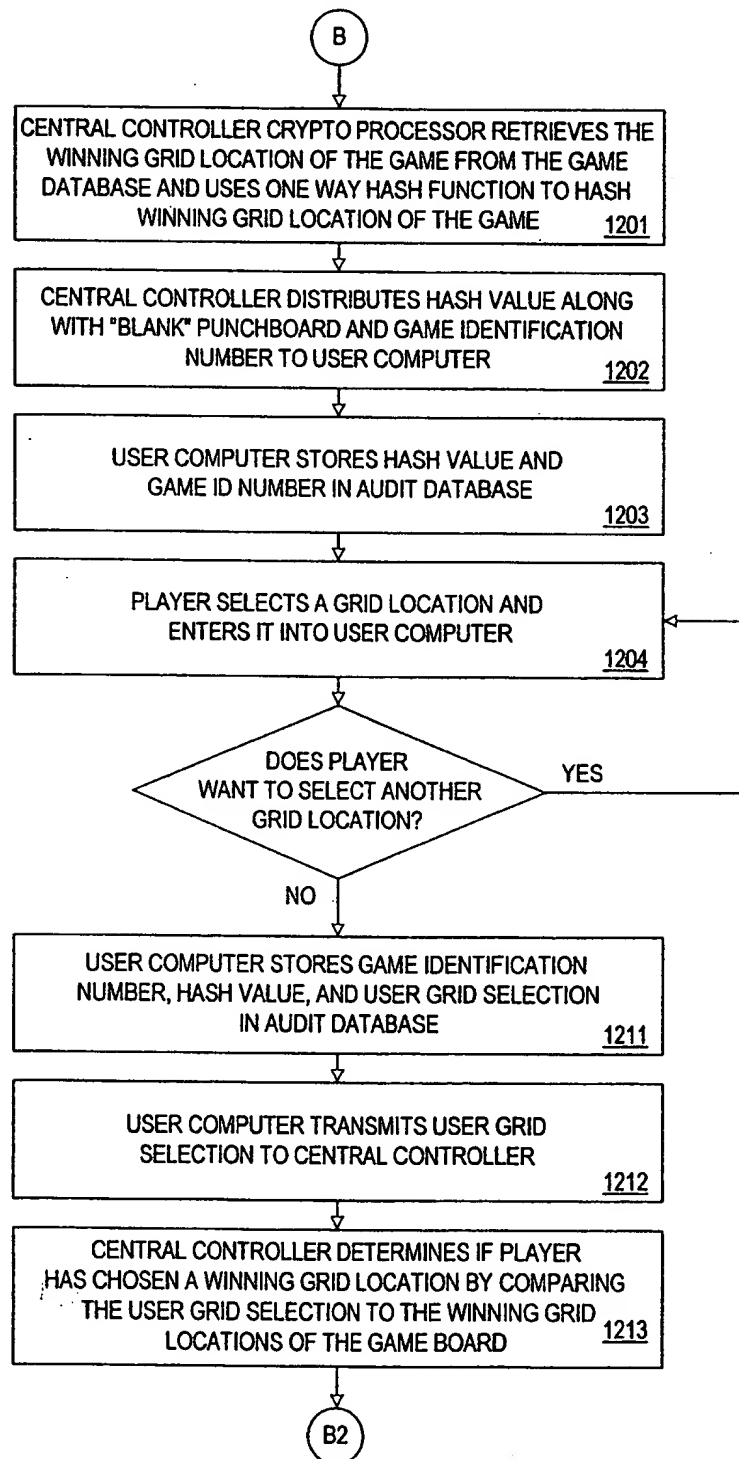 B
CENTRAL CONTROLLER CRYPTO PROCESSOR RETRIEVES THE
WINNING GRID LOCATION OF THE GAME FROM THE GAME
DATABASE AND USES ONE WAY HASH FUNCTION TO HASH
WINNING GRID LOCATION OF THE GAME
1201
CENTRAL CONTROLLER DISTRIBUTES HASH VALUE ALONG
WITH "BLANK" PUNCHBOARD AND GAME IDENTIFICATION
NUMBER TO USER COMPUTER
1202
USER COMPUTER STORES HASH VALUE AND
GAME ID NUMBER IN AUDIT DATABASE
1203
PLAYER SELECTS A GRID LOCATION AND
ENTERS IT INTO USER COMPUTER
1204
DOES PLAYER
WANT TO SELECT ANOTHER
GRID LOCATION?
YES
NO
USER COMPUTER STORES GAME IDENTIFICATION
NUMBER, HASH VALUE, AND USER GRID SELECTION
IN AUDIT DATABASE
1211
USER COMPUTER TRANSMITS USER GRID
SELECTION TO CENTRAL CONTROLLER
1212
CENTRAL CONTROLLER DETERMINES IF PLAYER
HAS CHOSEN A WINNING GRID LOCATION BY COMPARING
THE USER GRID SELECTION TO THE WINNING GRID
LOCATIONS OF THE GAME BOARD
1213
B2